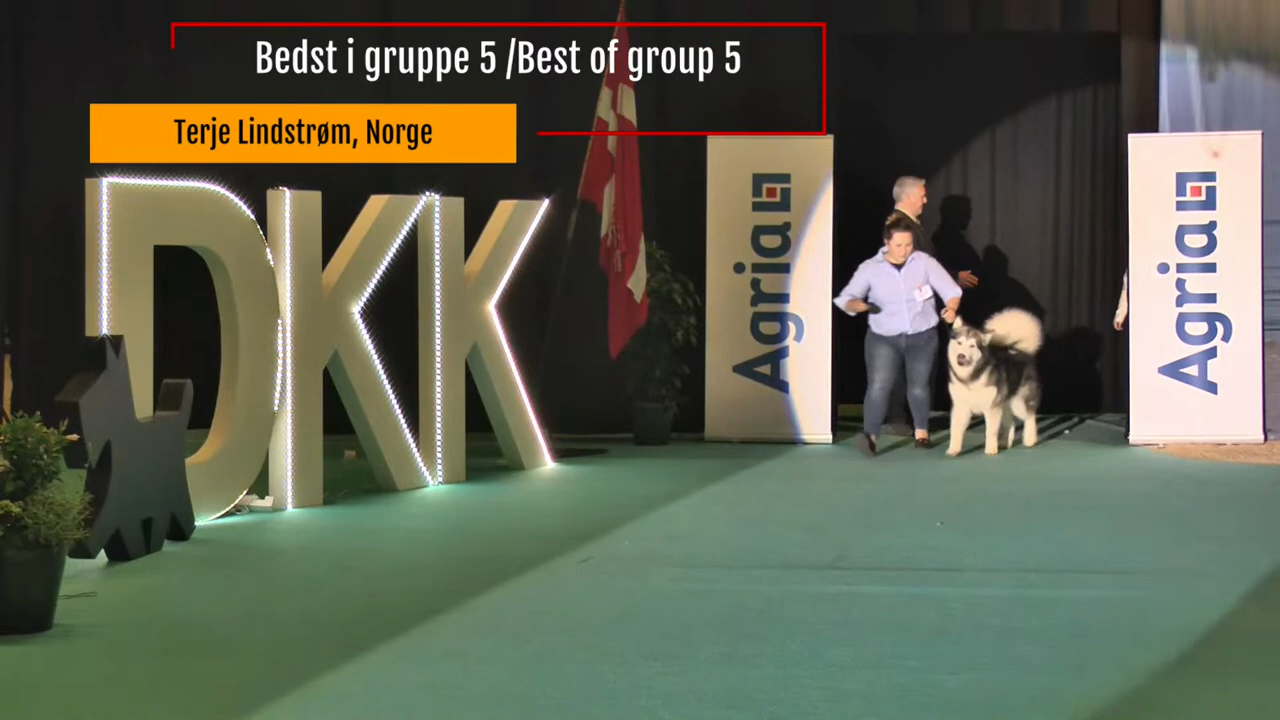 Bedst i gruppe 5 /Best of group 5
Terje Lindstrøm, Norge
DKK
Agria
Agria